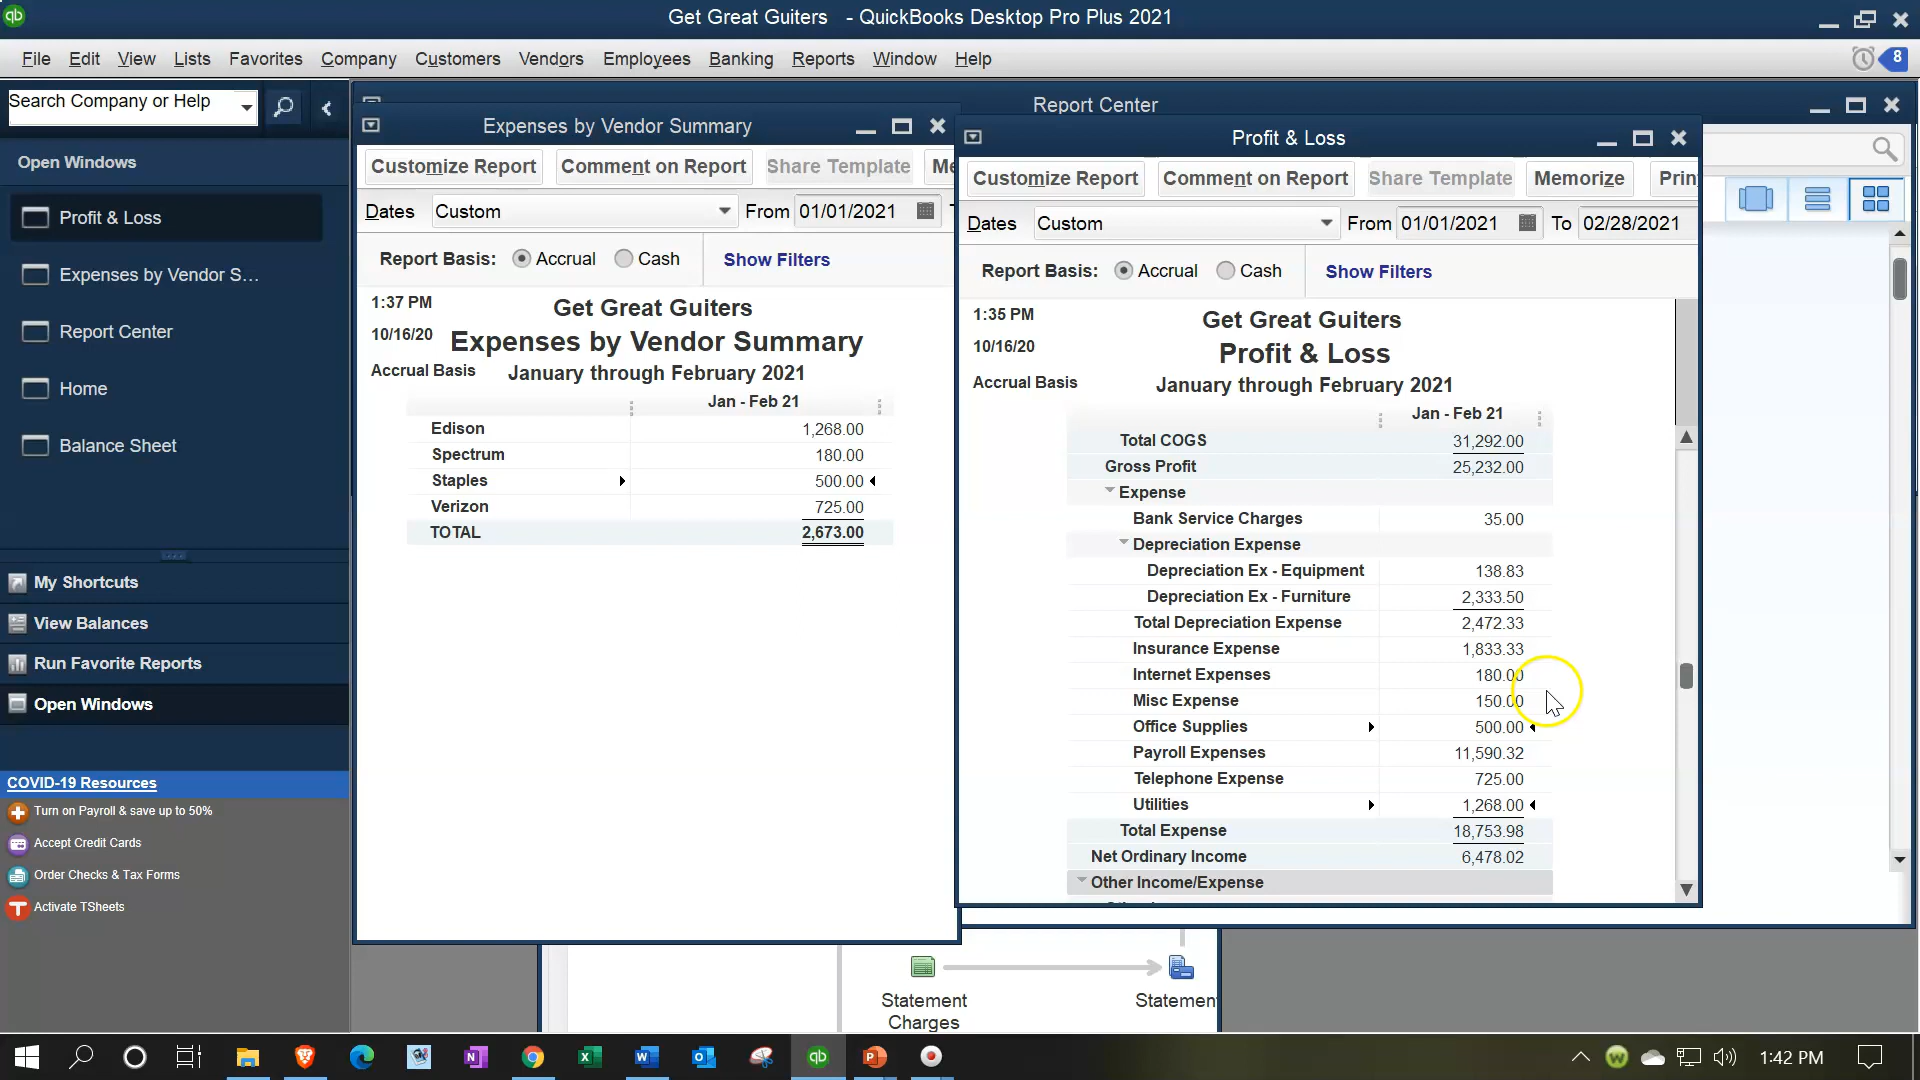 qb
Get Great Guiters - QuickBooks Desktop Pro Plus 2021
File Edit View Lists Favorites Company Customers Vendors Employees Banking Reports Window Help
8
Search Company or Help
Open Windows
Profit & Loss
Expenses by Vendor S...
Report Center
Home
Balance Sheet
My Shortcuts
View Balances
Run Favorite Reports
Open Windows
COVID-19 Resources
Turn on Payroll & save up to 50%
Accept Credit Cards
Order Checks & Tax Forms
Activate TSheets
Report Center
Expenses by Vendor Summary
Customize Report Comment on Report Share Template Me
Dates Custom From 01/01/2021
Report Basis: Accrual Cash Show Filters
1:37 PM
10/16/20
Accrual Basis
Get Great Guiters
Expenses by Vendor Summary
January through February 2021
Jan - Feb 21
Edison 1,268.00
Spectrum 180.00
Staples 500.00
Verizon 725.00
TOTAL 2,673.00
Profit & Loss
Customize Report Comment on Report Share Template Memorize Prin
Dates Custom From 01/01/2021 To 02/28/2021
Report Basis: Accrual Cash Show Filters
1:35 PM
10/16/20
Accrual Basis
Get Great Guiters
Profit & Loss
January through February 2021
Jan - Feb 21
Total COGS 31,292.00
Gross Profit 25,232.00
Expense
Bank Service Charges 35.00
Depreciation Expense
Depreciation Ex - Equipment 138.83
Depreciation Ex - Furniture 2,333.50
Total Depreciation Expense 2,472.33
Insurance Expense 1,833.33
Internet Expenses 180.00
Misc Expense 150.00
Office Supplies 500.00
Payroll Expenses 11,590.32
Telephone Expense 725.00
Utilities 1,268.00
Total Expense 18,753.98
Net Ordinary Income 6,478.02
Other Income/Expense
Statement
Charges
Statemen
1:42 PM